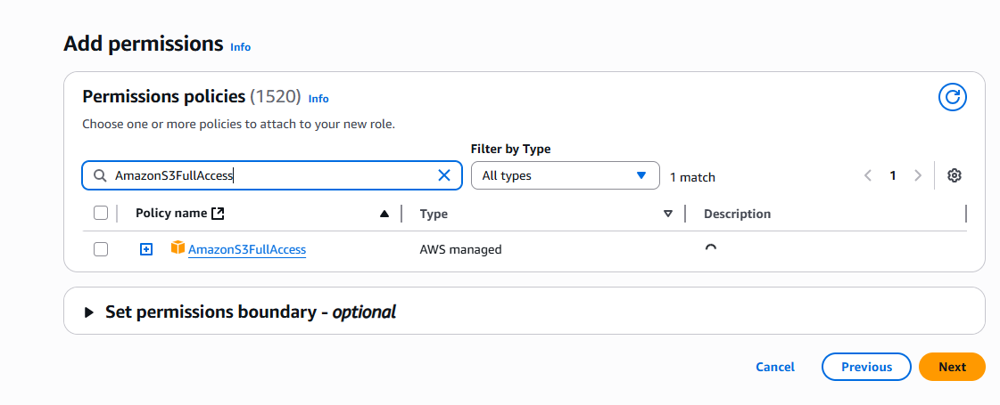 Add permissions Info
Permissions policies (1520) Info
Choose one or more policies to attach to your new role.
Filter by Type
AmazonS3FullAccess All types 1 match 1
Policy name Type Description
AmazonS3FullAccess AWS managed
Set permissions boundary - optional
Cancel Previous Next